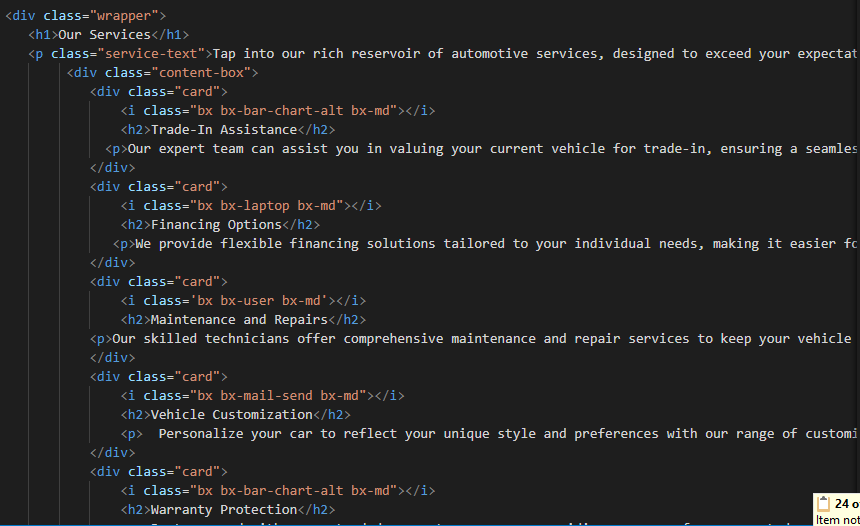 <div class="wrapper">
<h1>Our Services</h1>
<p class="service-text">Tap into our rich reservoir of automotive services, designed to exceed your expectat
<div class="content-box">
<div class="card">
<i class="bx bx-bar-chart-alt bx-md"></i>
<h2>Trade-In Assistance</h2>
<p>Our expert team can assist you in valuing your current vehicle for trade-in, ensuring a seamles
</div>
<div class="card">
<i class="bx bx-laptop bx-md"></i>
<h2>Financing Options</h2>
<p>We provide flexible financing solutions tailored to your individual needs, making it easier fo
</div>
<div class="card">
<i class='bx bx-user bx-md'></i>
<h2>Maintenance and Repairs</h2>
<p>Our skilled technicians offer comprehensive maintenance and repair services to keep your vehicle
</div>
<div class="card">
<i class="bx bx-mail-send bx-md"></i>
<h2>Vehicle Customization</h2>
<p>  Personalize your car to reflect your unique style and preferences with our range of customi
</div>
<div class="card">
<i class="bx bx-bar-chart-alt bx-md"></i>
<h2>Warranty Protection</h2>
24 o
Item not